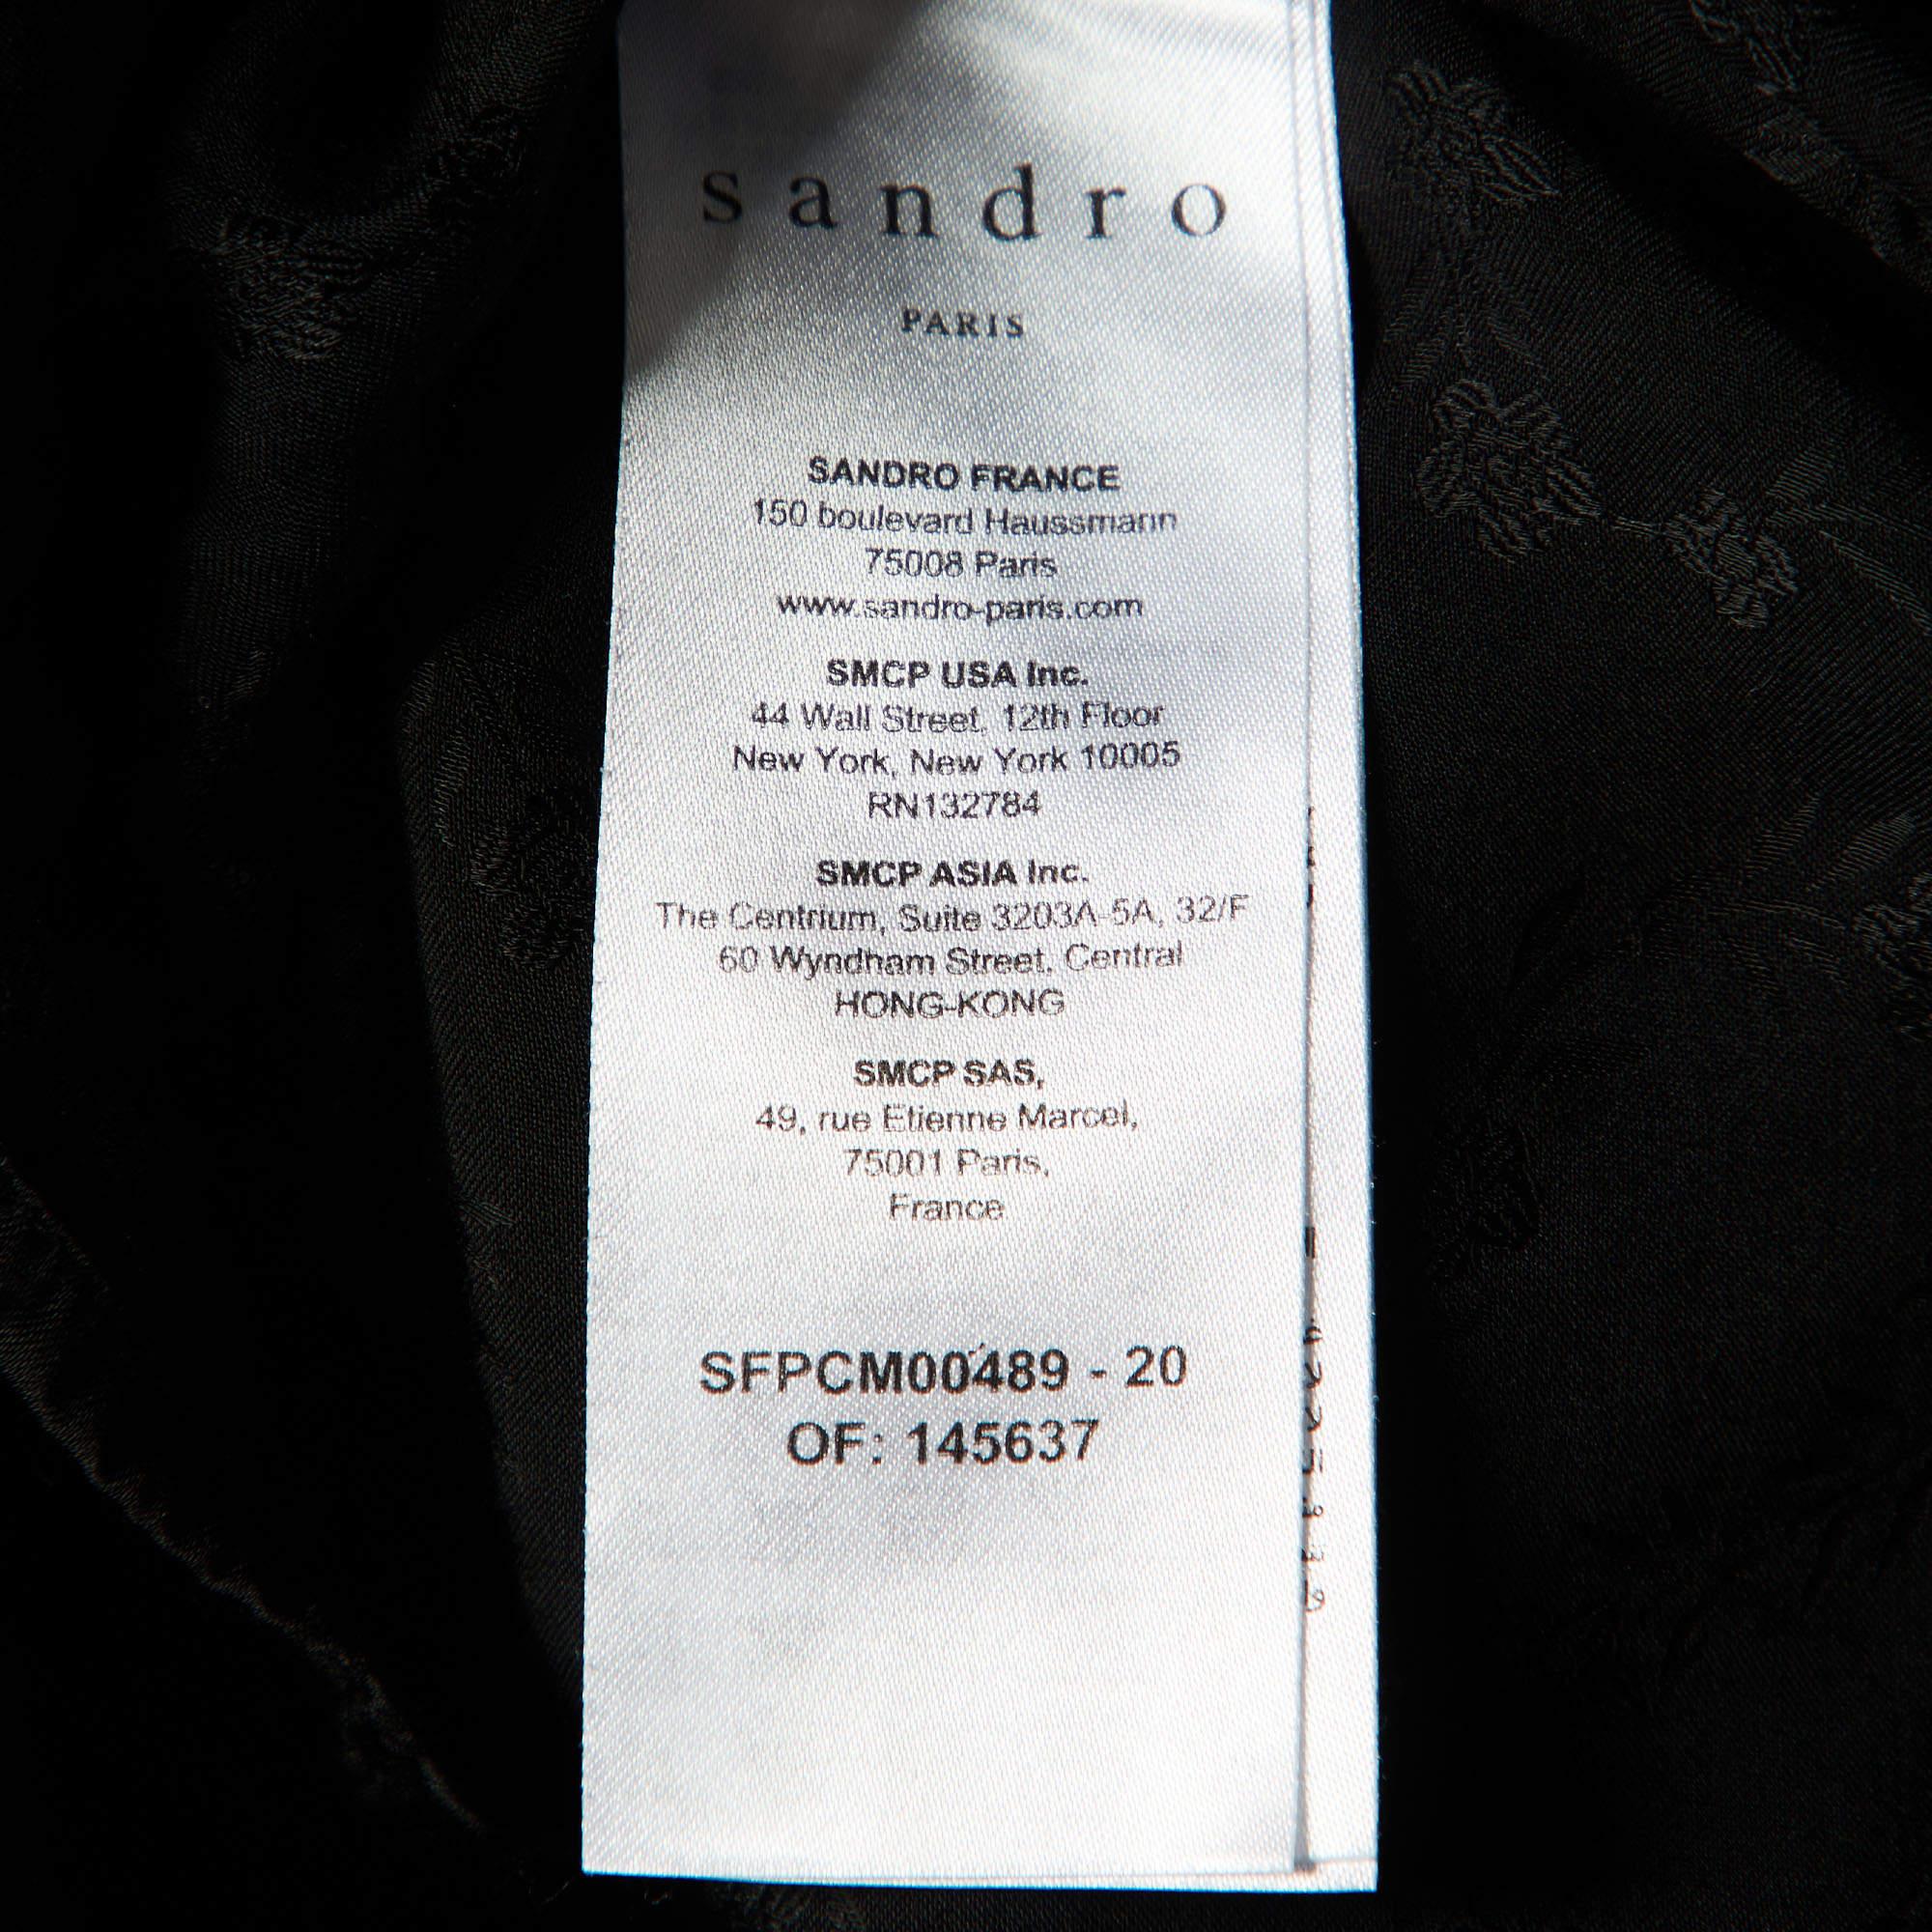 sandro
PARIS
SANDRO FRANCE
150 boulevard Haussmann
75008 Paris
www.sandro-paris.com
SMCP USA Inc.
44 Wall Street, 12th Floor
New York, New York 10005
RN132784
SMCP ASIA Inc.
The Centrium, Suite 3203A-5A, 32/F
60 Wyndham Street, Central
HONG-KONG
SMCP SAS,
49, rue Etienne Marcel,
75001 Paris,
France
SFPCM00489 - 20
OF: 145637